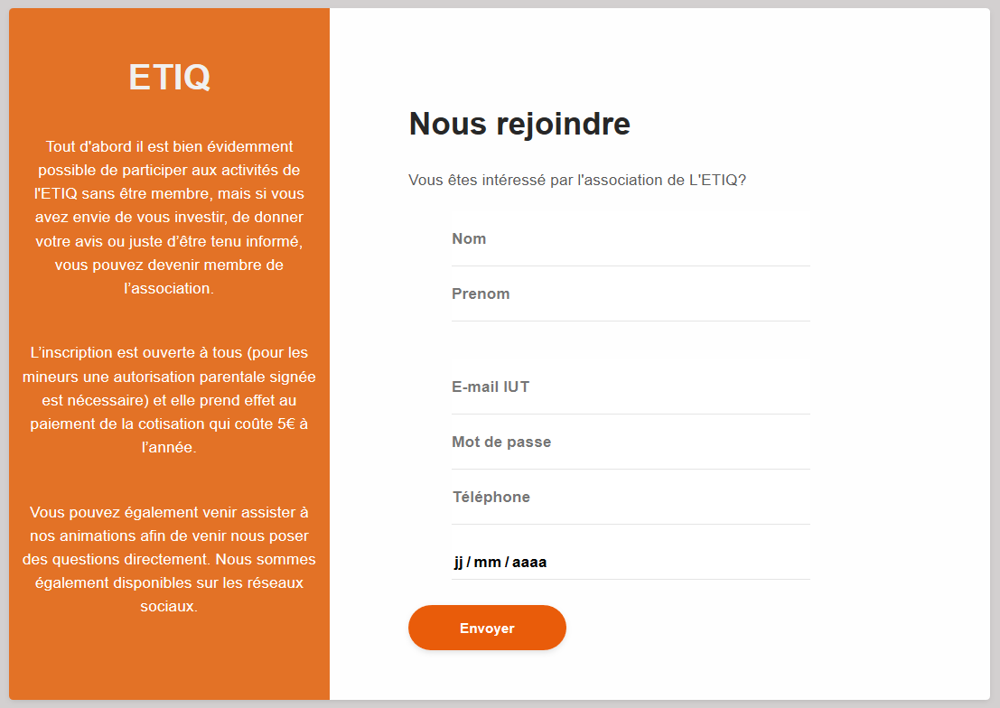 ETIQ
Tout d'abord il est bien évidemment
possible de participer aux activités de
l'ETIQ sans être membre, mais si vous
avez envie de vous investir, de donner
votre avis ou juste d’être tenu informé,
vous pouvez devenir membre de
l’association.
L’inscription est ouverte à tous (pour les
mineurs une autorisation parentale signée
est nécessaire) et elle prend effet au
paiement de la cotisation qui coûte 5€ à
l’année.
Vous pouvez également venir assister à
nos animations afin de venir nous poser
des questions directement. Nous sommes
également disponibles sur les réseaux
sociaux.
Nous rejoindre
Vous êtes intéressé par l'association de L'ETIQ?
Nom
Prenom
E-mail IUT
Mot de passe
Téléphone
jj / mm / aaaa
Envoyer